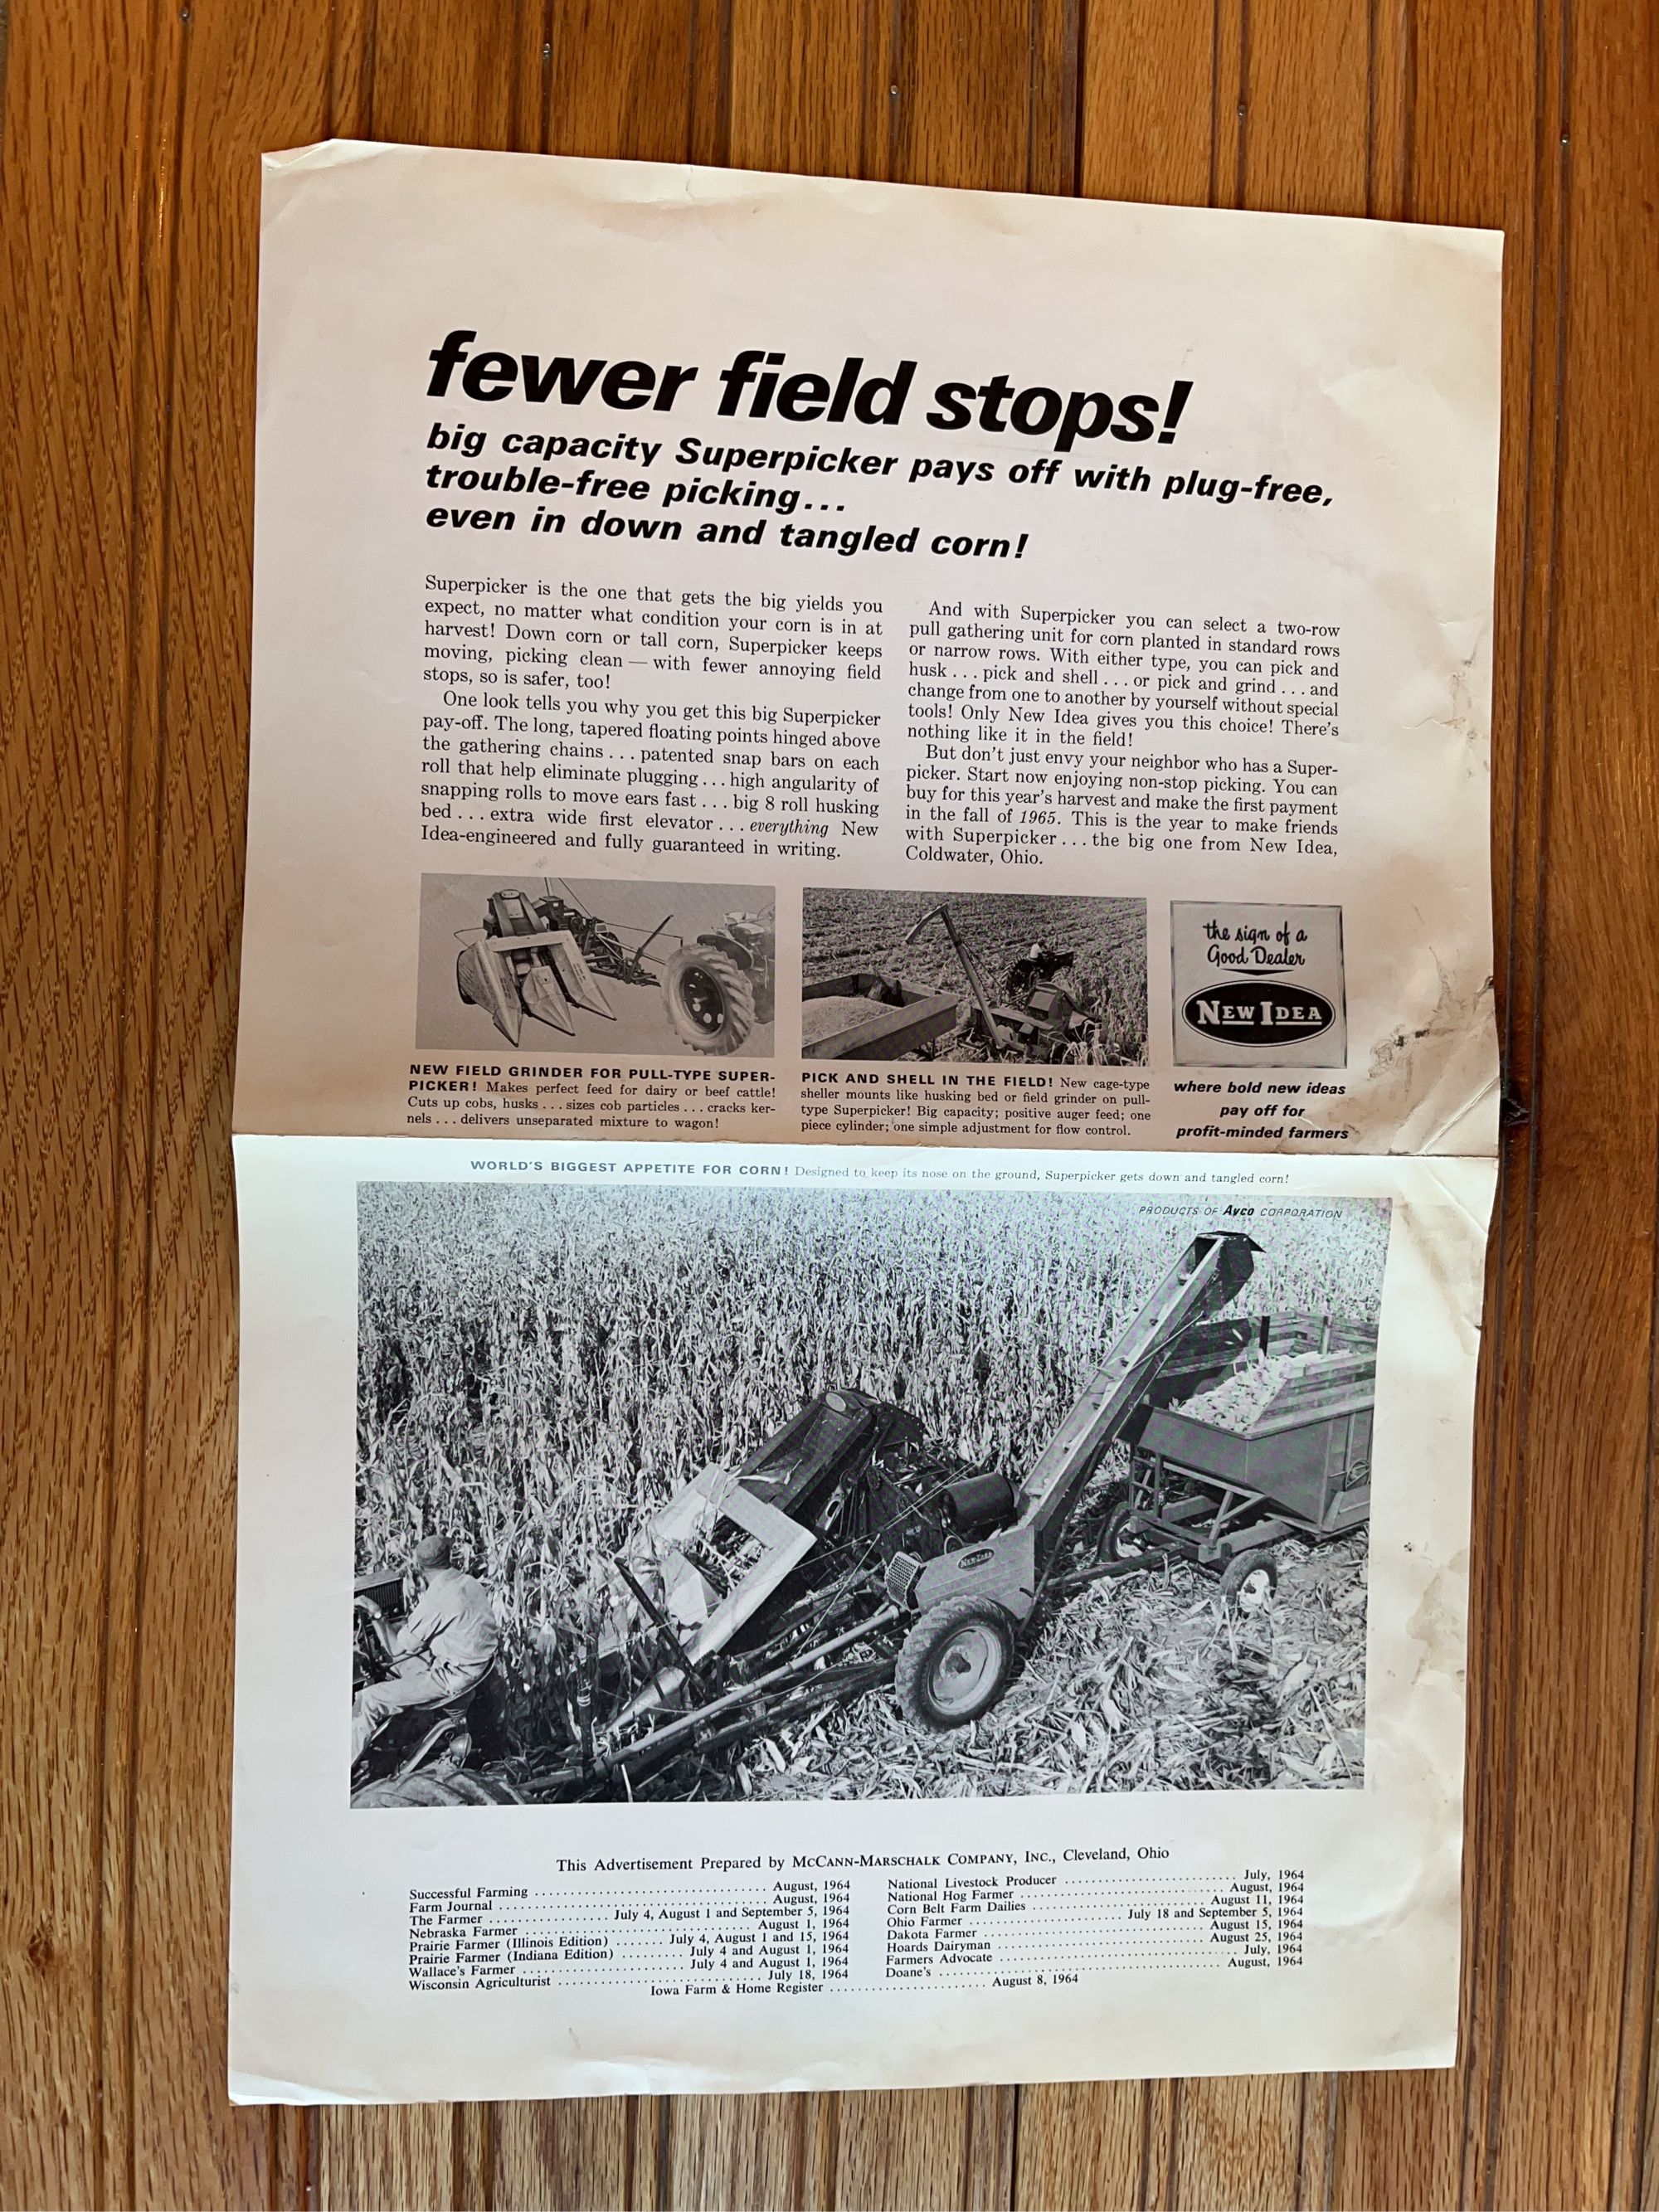 fewer field stops!
big capacity Superpicker pays off with plug-free,
trouble-free picking...
even in down and tangled corn!
Superpicker is the one that gets the big yields you
expect, no matter what condition your corn is in at
harvest! Down corn or tall corn, Superpicker keeps
moving, picking clean — with fewer annoying field
stops, so is safer, too!
One look tells you why you get this big Superpicker
pay-off. The long, tapered floating points hinged above
the gathering chains ... patented snap bars on each
roll that help eliminate plugging ... high angularity of
snapping rolls to move ears fast ... big 8 roll husking
bed ... extra wide first elevator ... everything New
Idea-engineered and fully guaranteed in writing.
And with Superpicker you can select a two-row
pull gathering unit for corn planted in standard rows
or narrow rows. With either type, you can pick and
husk ... pick and shell ... or pick and grind ... and
change from one to another by yourself without special
tools! Only New Idea gives you this choice! There's
nothing like it in the field!
But don't just envy your neighbor who has a Super-
picker. Start now enjoying non-stop picking. You can
buy for this year's harvest and make the first payment
in the fall of 1965. This is the year to make friends
with Superpicker ... the big one from New Idea,
Coldwater, Ohio.
NEW FIELD GRINDER FOR PULL-TYPE SUPER-
PICKER! Makes perfect feed for dairy or beef cattle!
Cuts up cobs, husks ... sizes cob particles ... cracks ker-
nels ... delivers unseparated mixture to wagon!
PICK AND SHELL IN THE FIELD! New cage-type
sheller mounts like husking bed or field grinder on pull-
type Superpicker! Big capacity; positive auger feed; one
piece cylinder; one simple adjustment for flow control.
the sign of a
Good Dealer
NEW IDEA
where bold new ideas
pay off for
profit-minded farmers
WORLD'S BIGGEST APPETITE FOR CORN! Designed to keep its nose on the ground, Superpicker gets down and tangled corn!
PRODUCTS OF Avco CORPORATION
NEW IDEA
This Advertisement Prepared by MCCANN-MARSCHALK COMPANY, INC., Cleveland, Ohio
Successful Farming ... August, 1964
Farm Journal ... August, 1964
The Farmer ... July 4, August 1 and September 5, 1964
Nebraska Farmer ... August 1, 1964
Prairie Farmer (Illinois Edition) ... July 4, August 1 and 15, 1964
Prairie Farmer (Indiana Edition) ... July 4 and August 1, 1964
Wallace's Farmer ... July 4 and August 1, 1964
Wisconsin Agriculturist ... July 18, 1964
National Livestock Producer ... July, 1964
National Hog Farmer ... August, 1964
Corn Belt Farm Dailies ... August 11, 1964
Ohio Farmer ... July 18 and September 5, 1964
Dakota Farmer ... August 15, 1964
Hoards Dairyman ... August 25, 1964
Farmers Advocate ... July, 1964
Doane's ... August, 1964
Iowa Farm & Home Register ... August 8, 1964